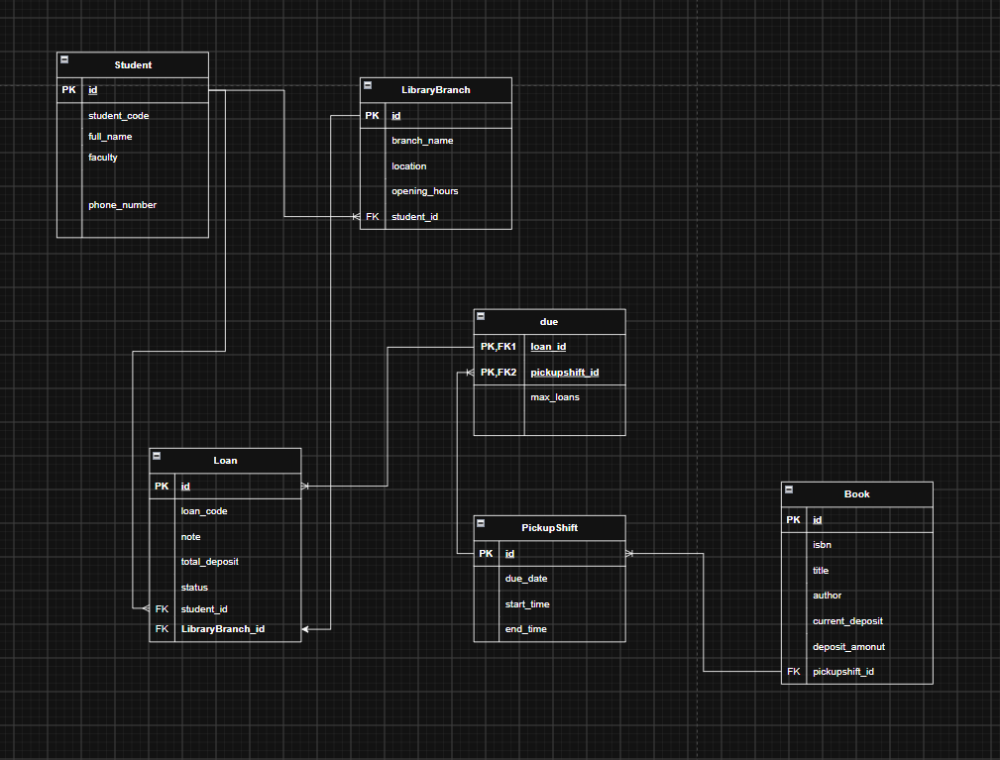 Student
PK id
student_code
full_name
faculty
phone_number
LibraryBranch
PK id
branch_name
location
opening_hours
FK student_id
due
PK,FK1 loan_id
PK,FK2 pickupshift_id
max_loans
Loan
PK id
loan_code
note
total_deposit
status
FK student_id
FK LibraryBranch_id
PickupShift
PK id
due_date
start_time
end_time
Book
PK id
isbn
title
author
current_deposit
deposit_amonut
FK pickupshift_id